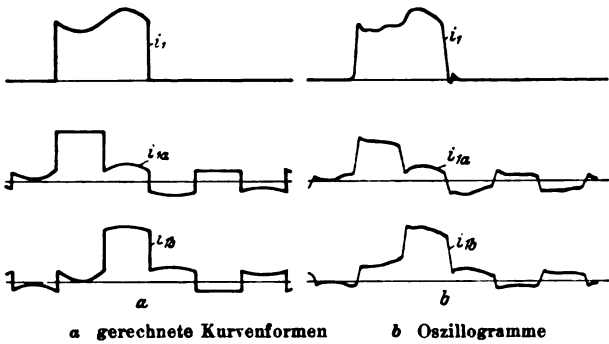 i₁ i₁
i₁ₐ i₁ₐ
i₁b i₁b
a b
a gerechnete Kurvenformen b Oszillogramme